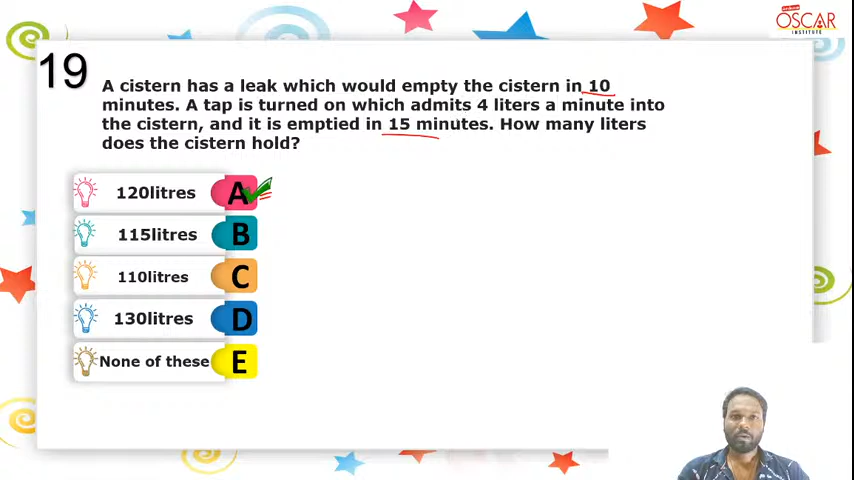 OSCAR
INSTITUTE
19
A cistern has a leak which would empty the cistern in 10
minutes. A tap is turned on which admits 4 liters a minute into
the cistern, and it is emptied in 15 minutes. How many liters
does the cistern hold?
120litres A
115litres B
110litres C
130litres D
None of these E